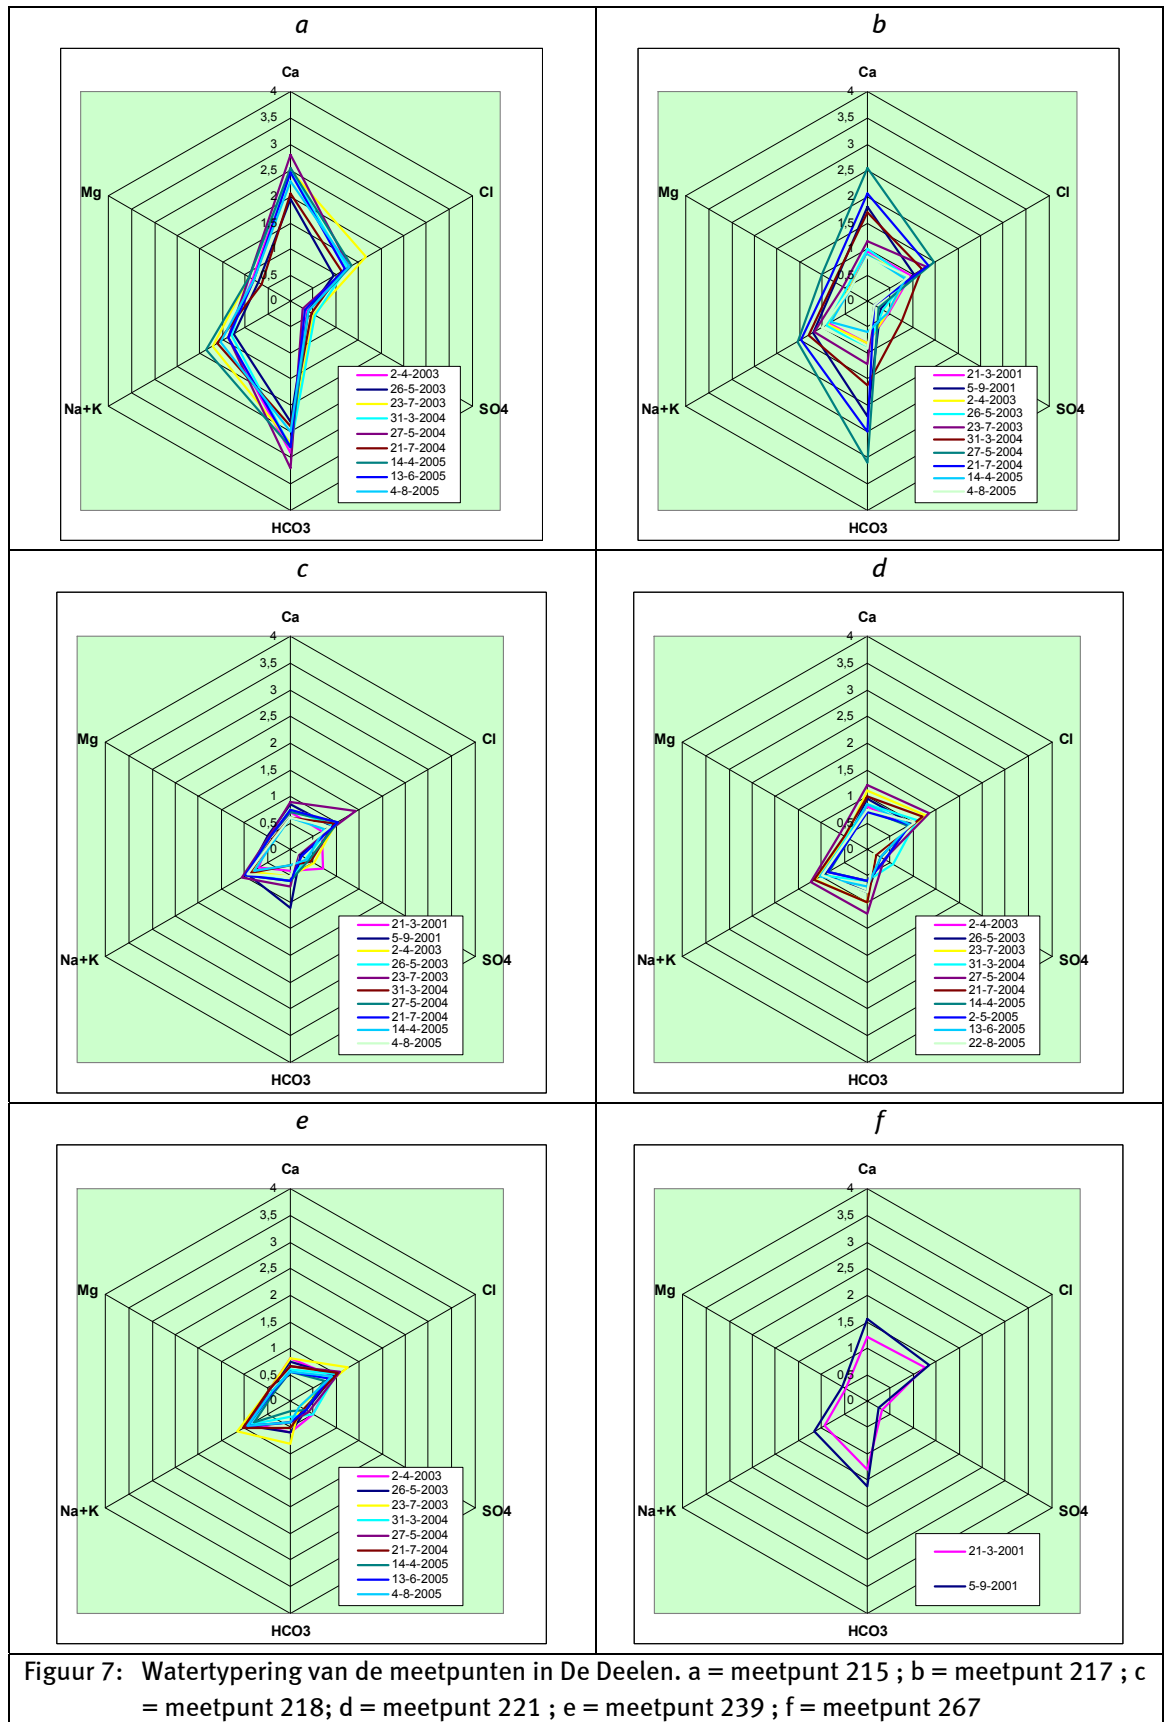 a
Ca
4
3,5
3
2,5
2
1,5
1
0,5
0
Cl
Mg
Na+K
SO4
HCO3
2-4-2003
26-5-2003
23-7-2003
31-3-2004
27-5-2004
21-7-2004
14-4-2005
13-6-2005
4-8-2005
b
Ca
4
3,5
3
2,5
2
1,5
1
0,5
0
Cl
Mg
Na+K
SO4
HCO3
21-3-2001
5-9-2001
2-4-2003
26-5-2003
23-7-2003
31-3-2004
27-5-2004
21-7-2004
14-4-2005
4-8-2005
c
Ca
4
3,5
3
2,5
2
1,5
1
0,5
0
Cl
Mg
Na+K
SO4
HCO3
21-3-2001
5-9-2001
2-4-2003
26-5-2003
23-7-2003
31-3-2004
27-5-2004
21-7-2004
14-4-2005
4-8-2005
d
Ca
4
3,5
3
2,5
2
1,5
1
0,5
0
Cl
Mg
Na+K
SO4
HCO3
2-4-2003
26-5-2003
23-7-2003
31-3-2004
27-5-2004
21-7-2004
14-4-2005
2-5-2005
13-6-2005
22-8-2005
e
Ca
4
3,5
3
2,5
2
1,5
1
0,5
0
Cl
Mg
Na+K
SO4
HCO3
2-4-2003
26-5-2003
23-7-2003
31-3-2004
27-5-2004
21-7-2004
14-4-2005
13-6-2005
4-8-2005
f
Ca
4
3,5
3
2,5
2
1,5
1
0,5
0
Cl
Mg
Na+K
SO4
HCO3
21-3-2001
5-9-2001
Figuur 7: Watertypering van de meetpunten in De Deelen. a = meetpunt 215 ; b = meetpunt 217 ; c
= meetpunt 218; d = meetpunt 221 ; e = meetpunt 239 ; f = meetpunt 267